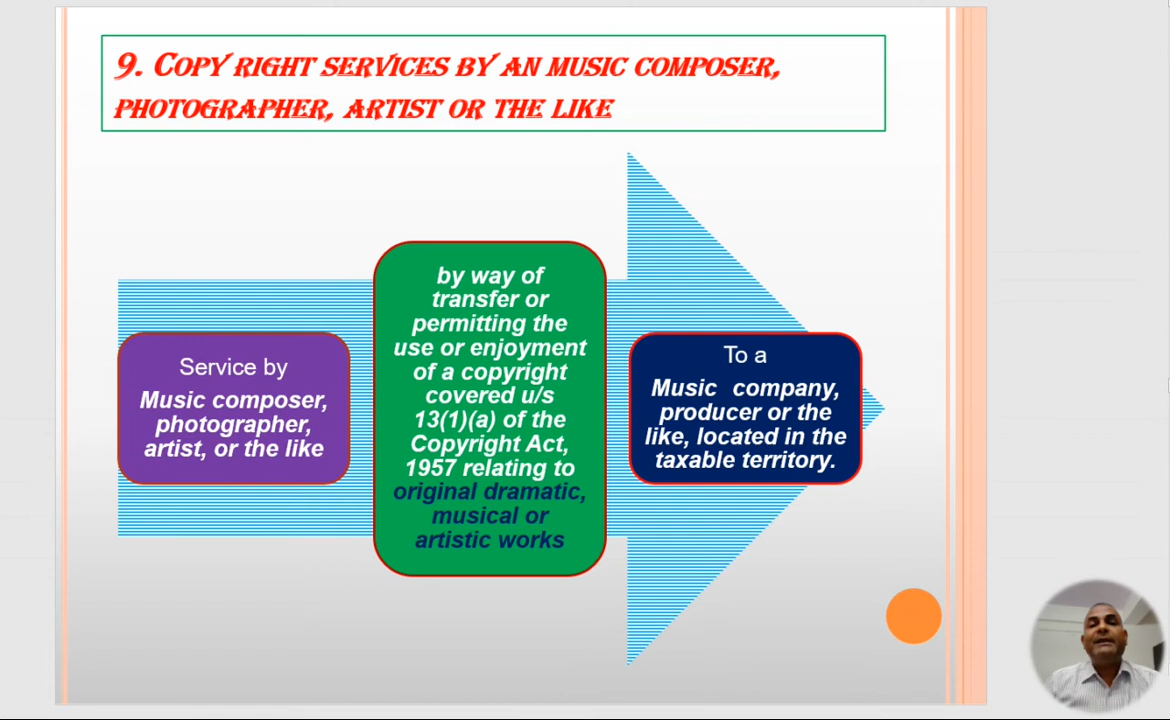 9. COPY RIGHT SERVICES BY AN MUSIC COMPOSER,
PHOTOGRAPHER, ARTIST OR THE LIKE
Service by
Music composer,
photographer,
artist, or the like
by way of
transfer or
permitting the
use or enjoyment
of a copyright
covered u/s
13(1)(a) of the
Copyright Act,
1957 relating to
original dramatic,
musical or
artistic works
To a
Music company,
producer or the
like, located in the
taxable territory.